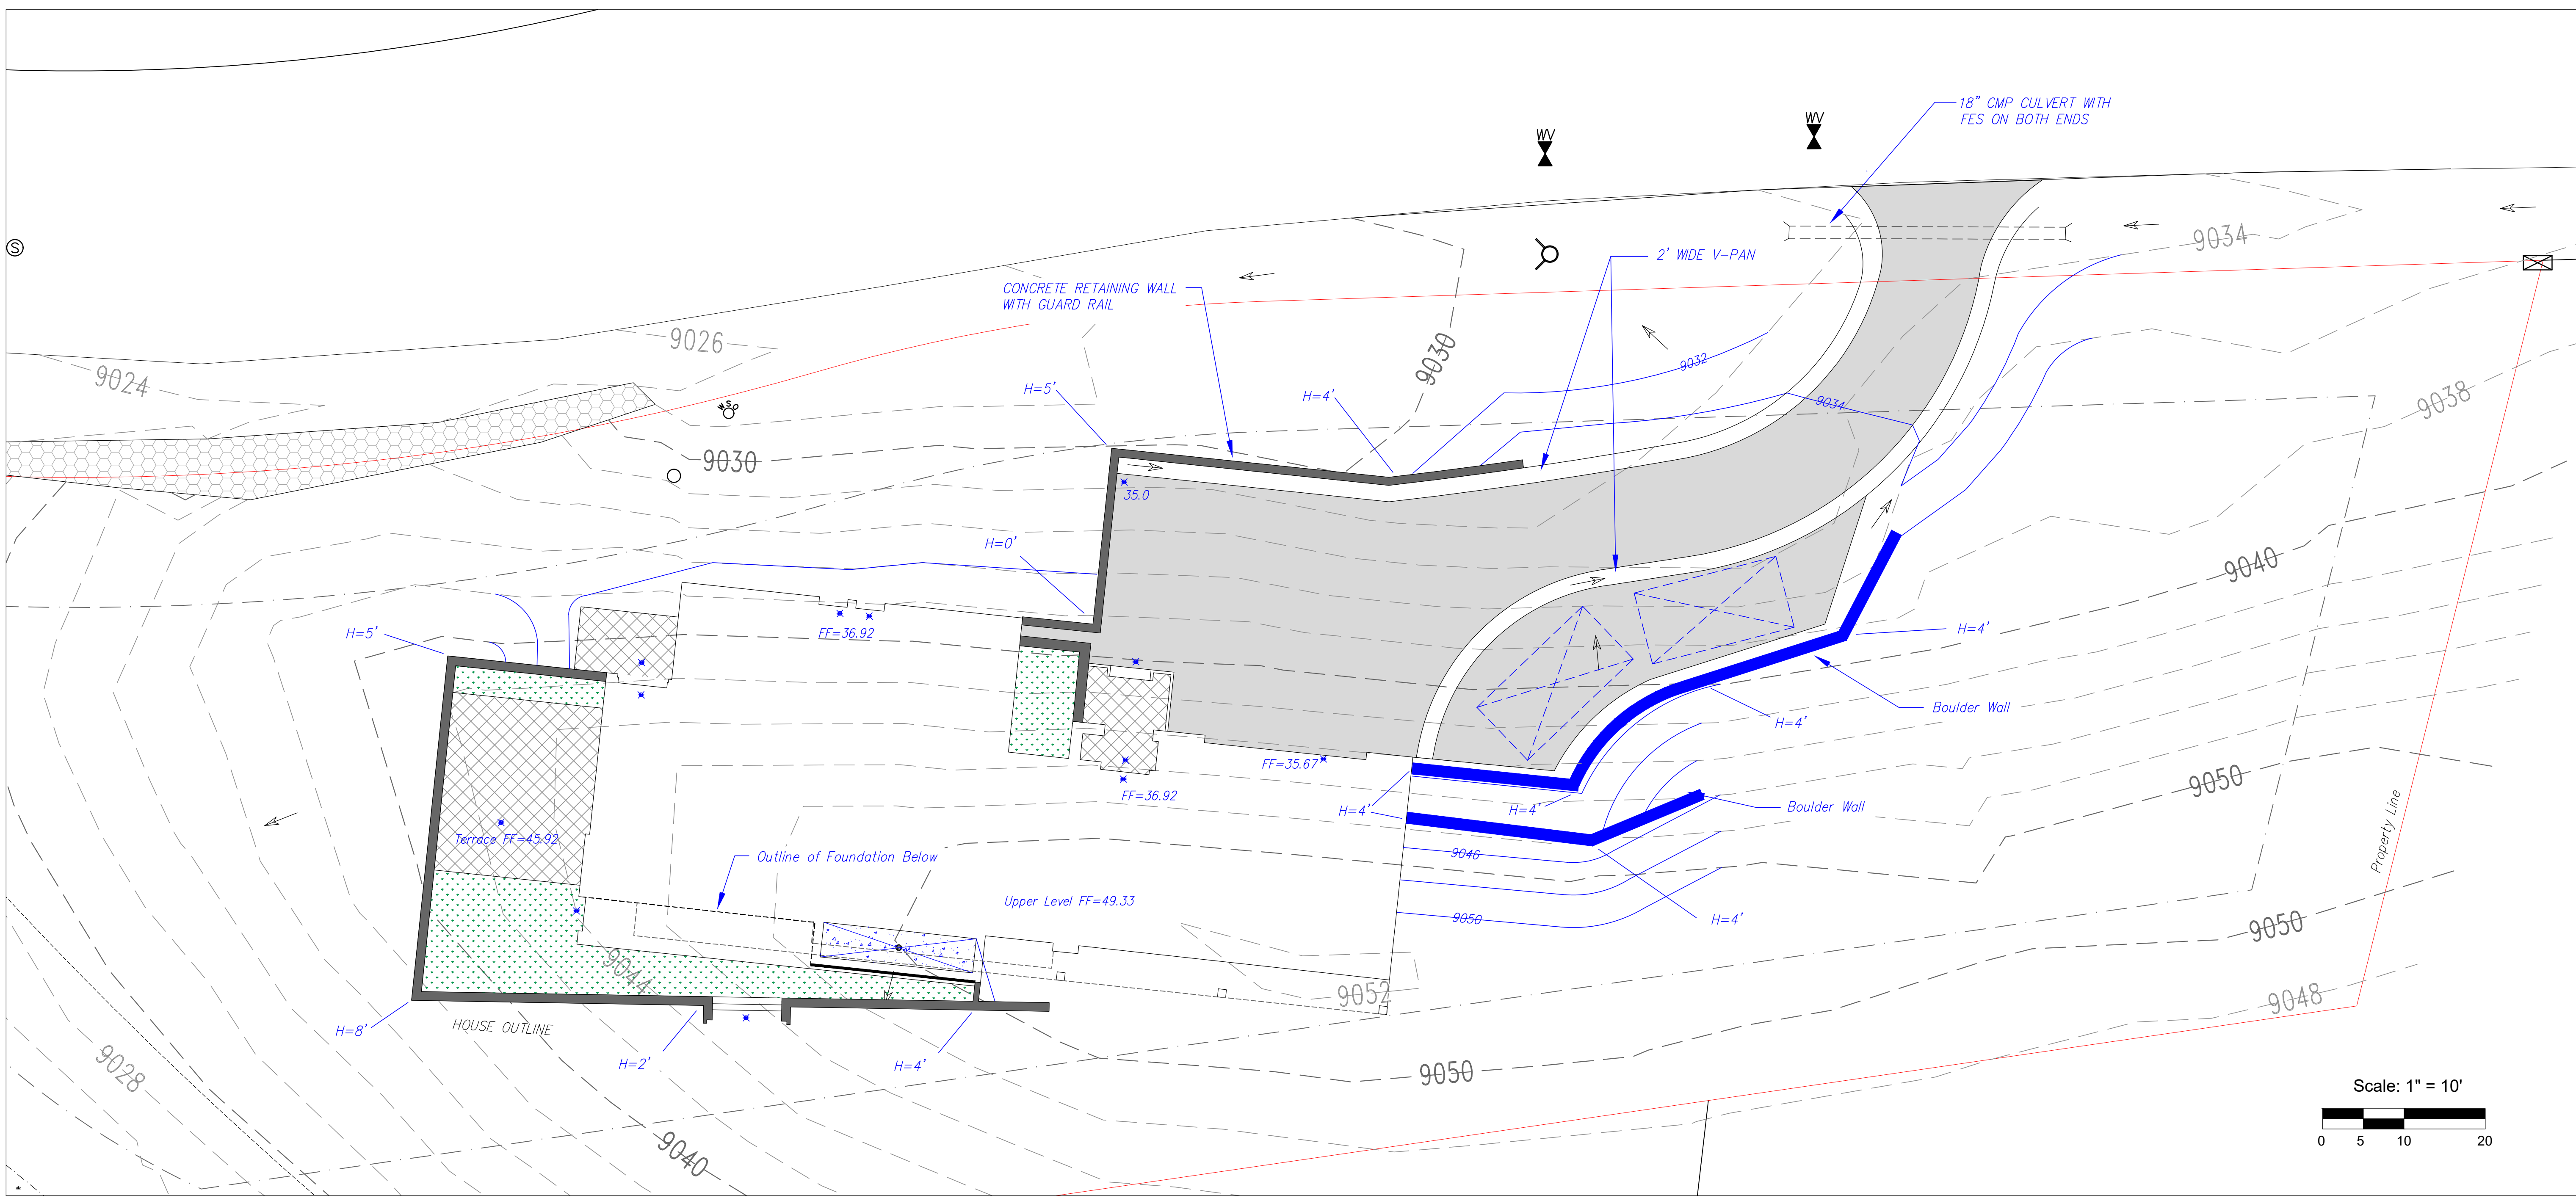 18" CMP CULVERT WITH
FES ON BOTH ENDS
WV
WV
S
9034
2' WIDE V-PAN
CONCRETE RETAINING WALL
WITH GUARD RAIL
9026
9024
9030
9032
H=5'
H=4'
9034
9038
WSO
9030
35.0
H=0'
9040
H=5'
FF=36.92
H=4'
Boulder Wall
H=4'
FF=35.67
FF=36.92
H=4'
H=4'
Boulder Wall
9050
Property Line
Terrace FF=45.92
Outline of Foundation Below
9046
Upper Level FF=49.33
9050
H=4'
9050
9044
9052
9048
H=8'
HOUSE OUTLINE
H=2'
H=4'
9028
9050
9040
Scale: 1" = 10'
0 5 10 20